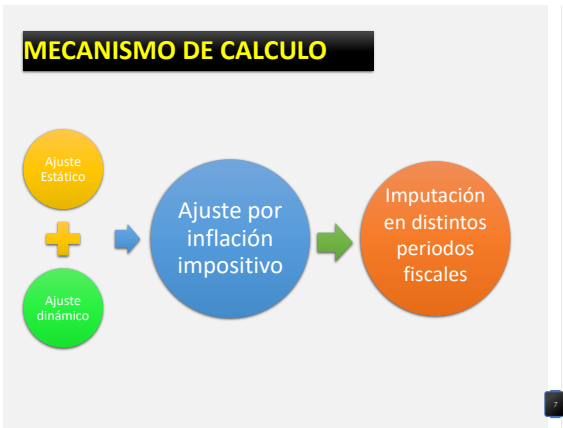 MECANISMO DE CALCULO
Ajuste
Estático
Ajuste
dinámico
Ajuste por
inflación
impositivo
Imputación
en distintos
periodos
fiscales
7